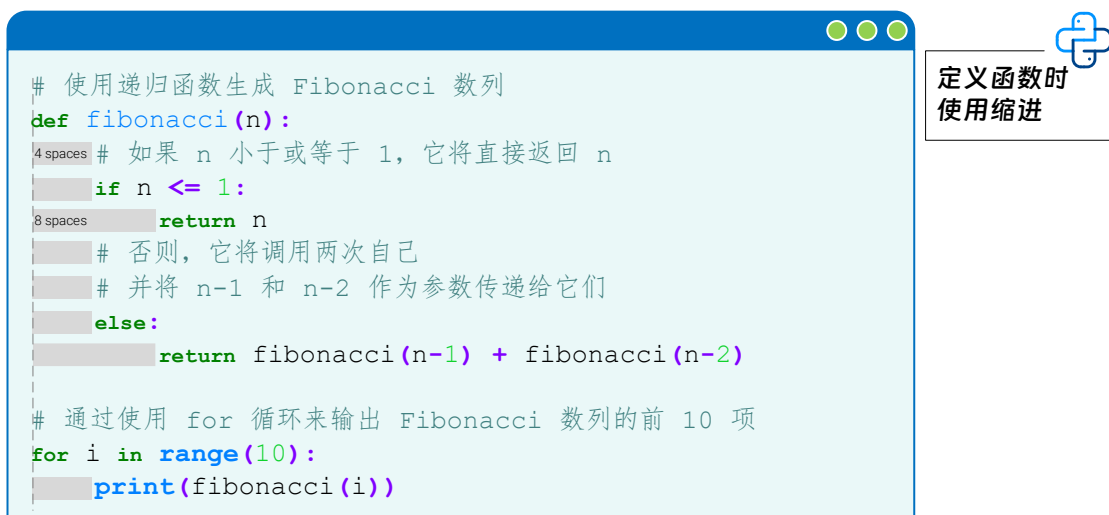 # 使用递归函数生成 Fibonacci 数列
def fibonacci(n):
4 spaces # 如果 n 小于或等于 1, 它将直接返回 n
if n <= 1:
8 spaces return n
# 否则, 它将调用两次自己
# 并将 n-1 和 n-2 作为参数传递给它们
else:
return fibonacci(n-1) + fibonacci(n-2)
# 通过使用 for 循环来输出 Fibonacci 数列的前 10 项
for i in range(10):
print(fibonacci(i))
定义函数时
使用缩进